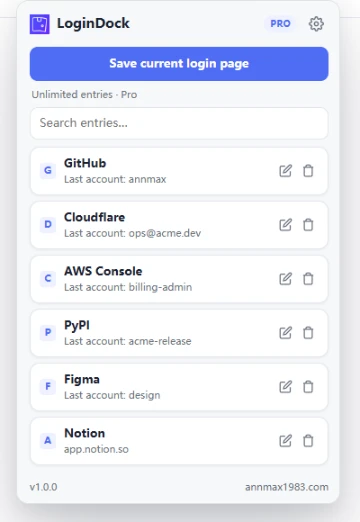 LoginDock PRO
Save current login page
Unlimited entries · Pro
Search entries...
G GitHub
Last account: annmax
D Cloudflare
Last account: ops@acme.dev
C AWS Console
Last account: billing-admin
P PyPI
Last account: acme-release
F Figma
Last account: design
A Notion
app.notion.so
v1.0.0 annmax1983.com